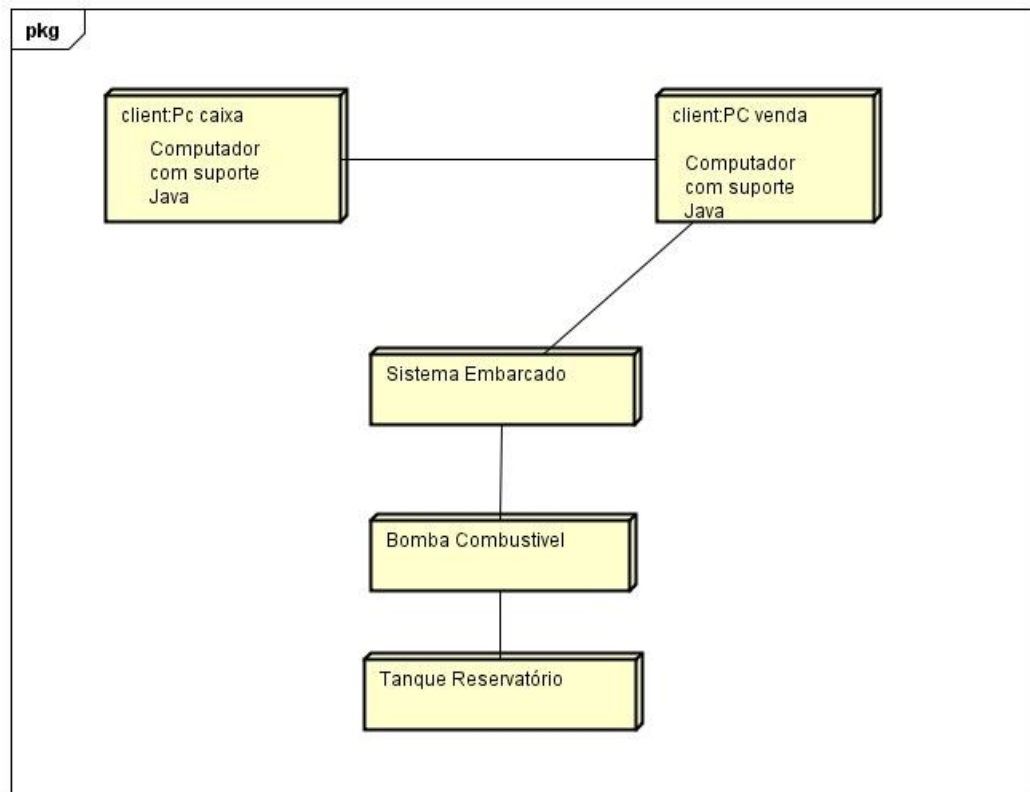 pkg
client:Pc caixa
Computador
com suporte
Java
client:PC venda
Computador
com suporte
Java
Sistema Embarcado
Bomba Combustivel
Tanque Reservatório